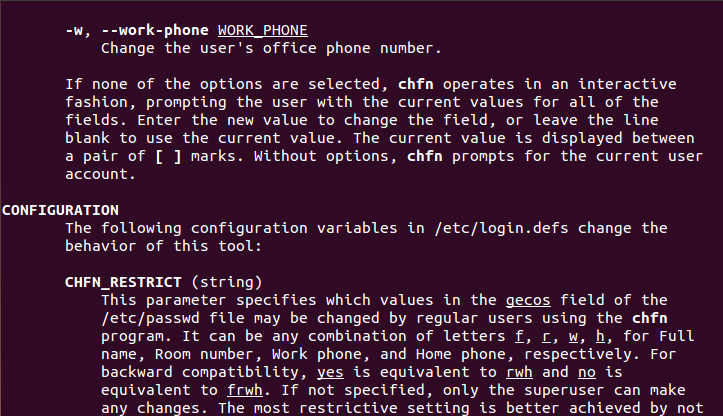 -w, --work-phone WORK_PHONE
Change the user's office phone number.
If none of the options are selected, chfn operates in an interactive
fashion, prompting the user with the current values for all of the
fields. Enter the new value to change the field, or leave the line
blank to use the current value. The current value is displayed between
a pair of [ ] marks. Without options, chfn prompts for the current user
account.
CONFIGURATION
The following configuration variables in /etc/login.defs change the
behavior of this tool:
CHFN_RESTRICT (string)
This parameter specifies which values in the gecos field of the
/etc/passwd file may be changed by regular users using the chfn
program. It can be any combination of letters f, r, w, h, for Full
name, Room number, Work phone, and Home phone, respectively. For
backward compatibility, yes is equivalent to rwh and no is
equivalent to frwh. If not specified, only the superuser can make
any changes. The most restrictive setting is better achieved by not